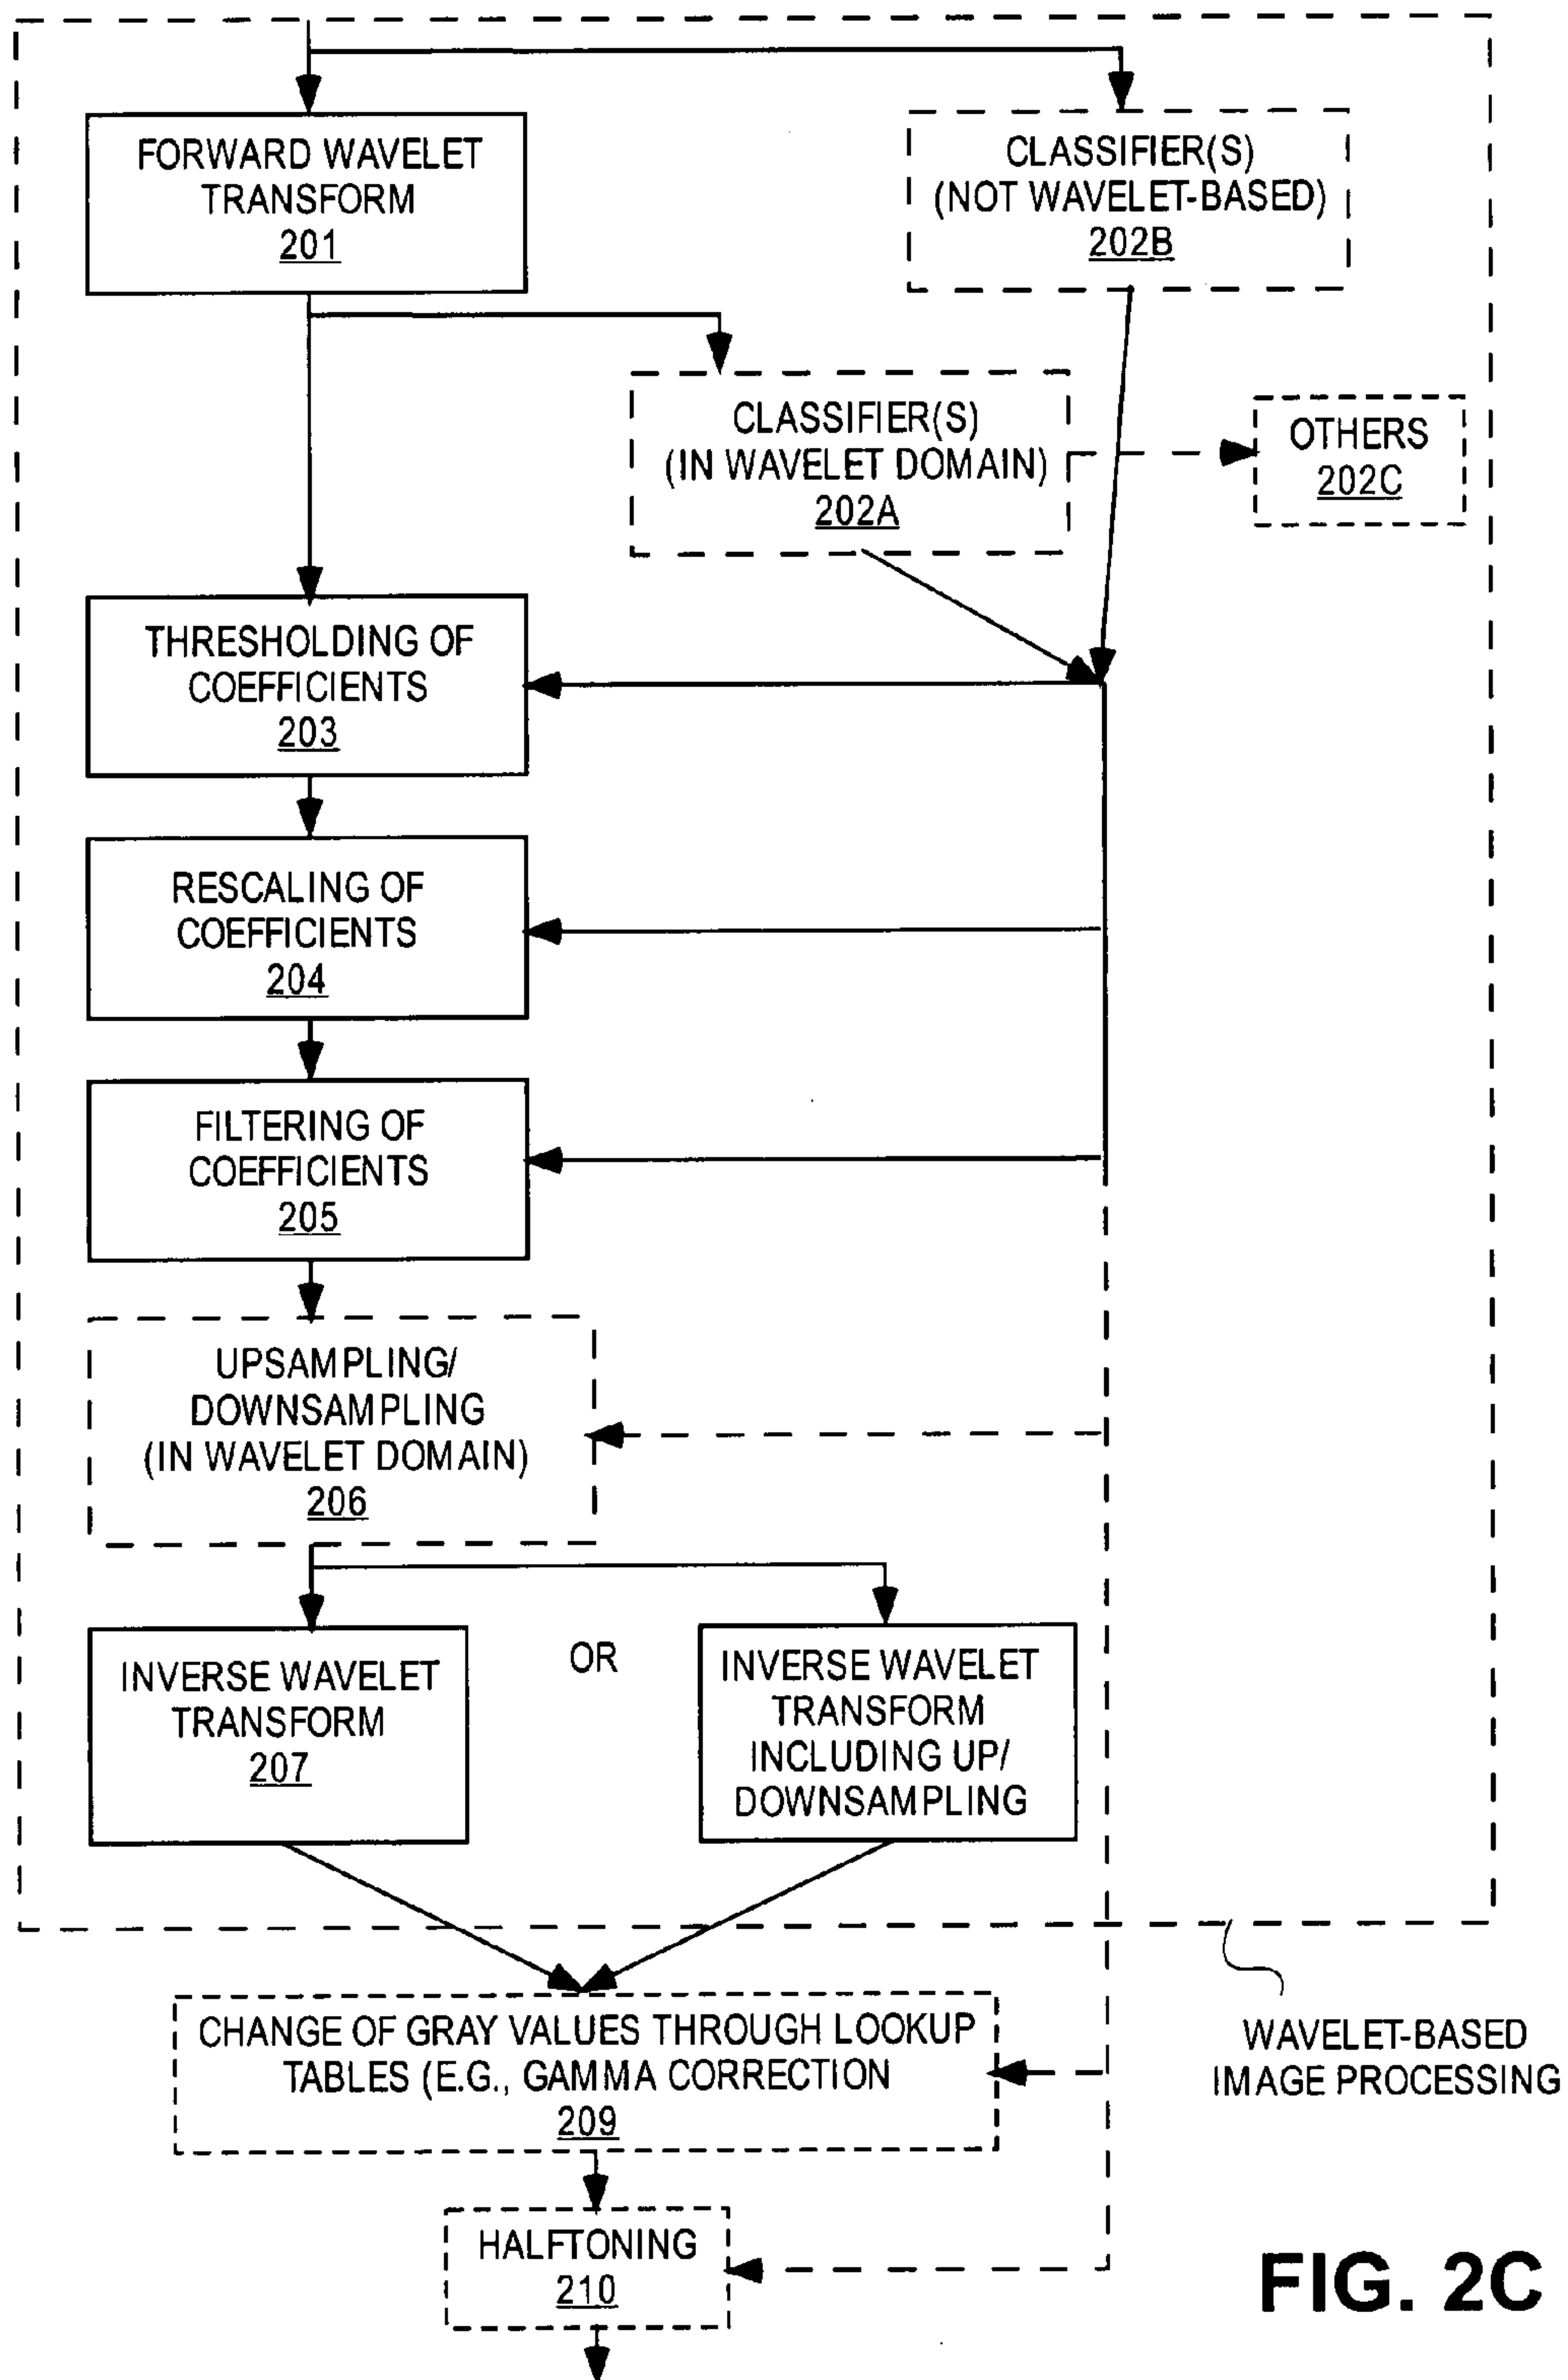 FORWARD WAVELET
TRANSFORM
201
CLASSIFIER(S)
(NOT WAVELET-BASED)
202B
CLASSIFIER(S)
(IN WAVELET DOMAIN)
202A
OTHERS
202C
THRESHOLDING OF
COEFFICIENTS
203
RESCALING OF
COEFFICIENTS
204
FILTERING OF
COEFFICIENTS
205
UPSAMPLING/
DOWNSAMPLING
(IN WAVELET DOMAIN)
206
INVERSE WAVELET
TRANSFORM
207
OR
INVERSE WAVELET
TRANSFORM
INCLUDING UP/
DOWNSAMPLING
CHANGE OF GRAY VALUES THROUGH LOOKUP
TABLES (E.G., GAMMA CORRECTION
209
WAVELET-BASED
IMAGE PROCESSING
HALFTONING
210
FIG. 2C